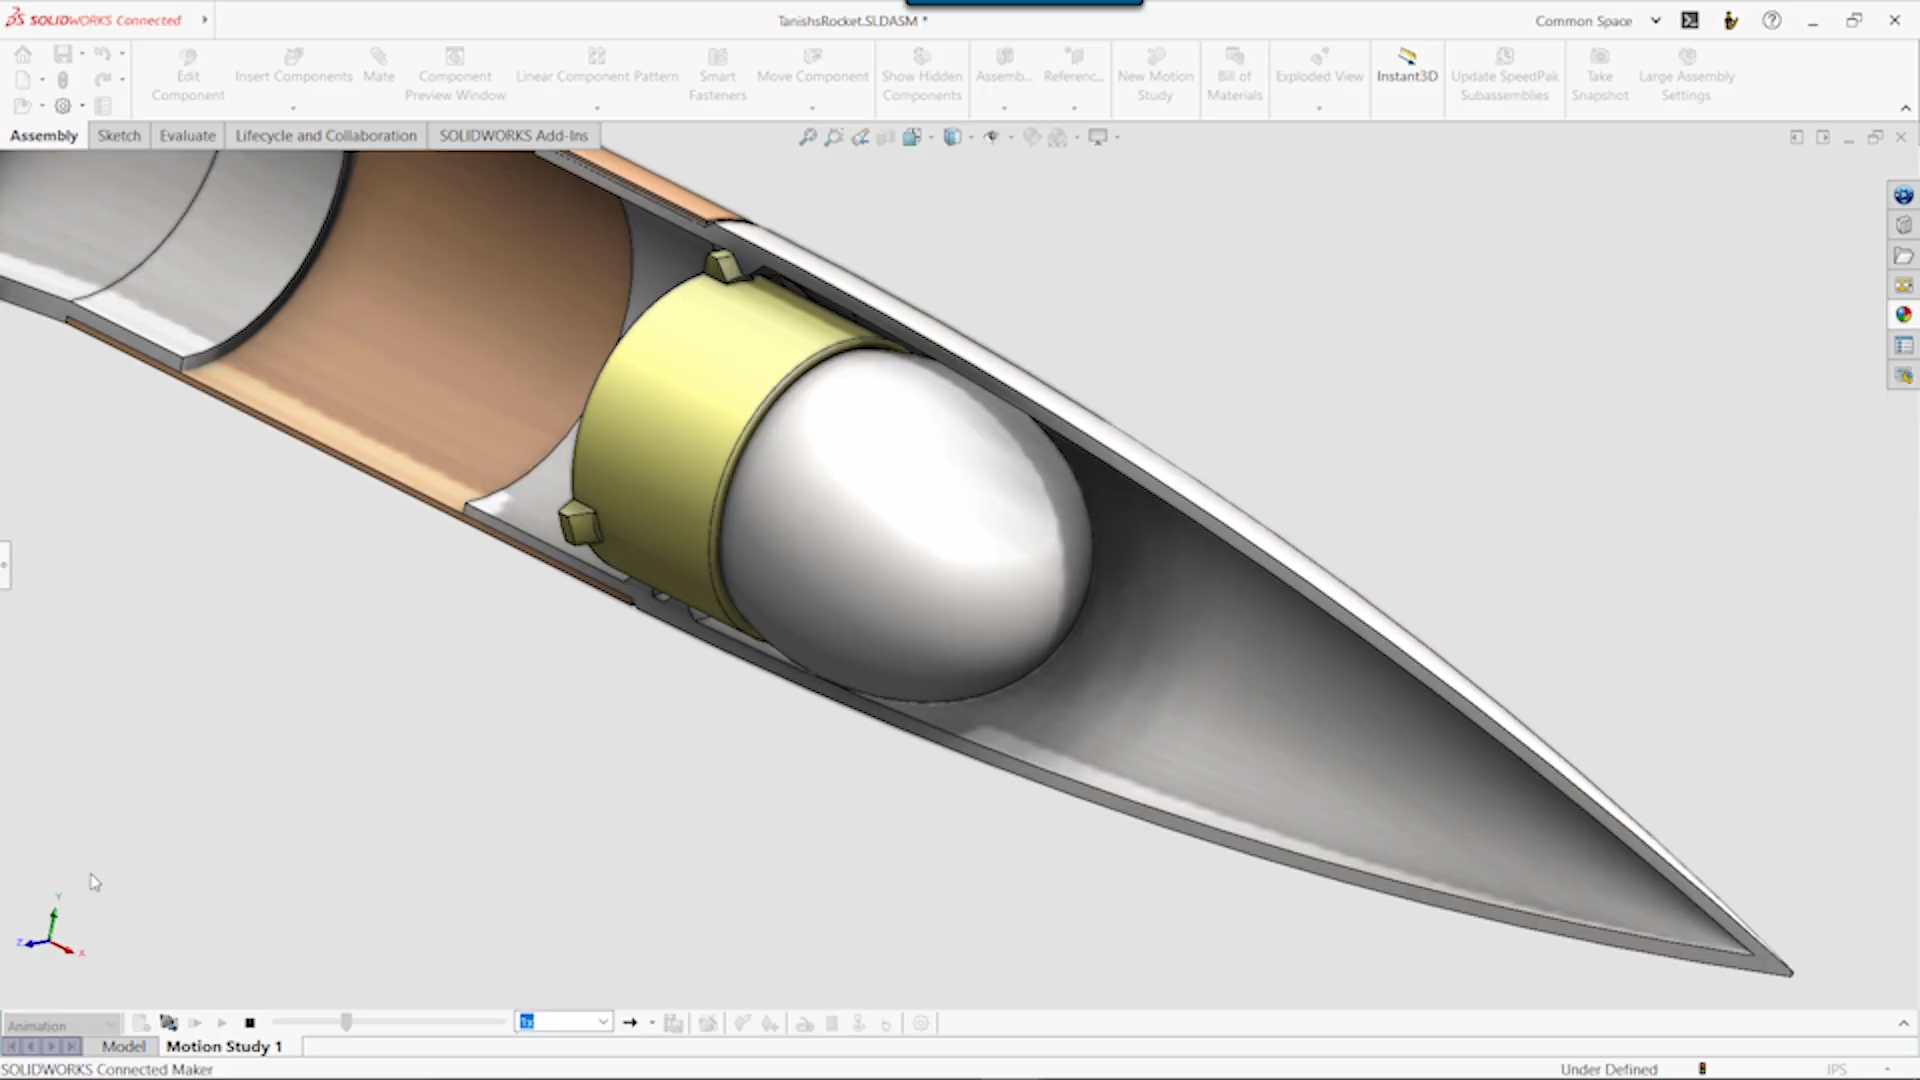 SOLIDWORKS Connected
TanishsRocket.SLDASM *
Common Space
Edit Component
Insert Components
Mate
Component Preview Window
Linear Component Pattern
Smart Fasteners
Move Component
Show Hidden Components
Assemb...
Referenc...
New Motion Study
Bill of Materials
Exploded View
Instant3D
Update SpeedPak Subassemblies
Take Snapshot
Large Assembly Settings
Assembly
Sketch
Evaluate
Lifecycle and Collaboration
SOLIDWORKS Add-Ins
Y
Z
X
Animation
1x
Model
Motion Study 1
SOLIDWORKS Connected Maker
Under Defined
IPS